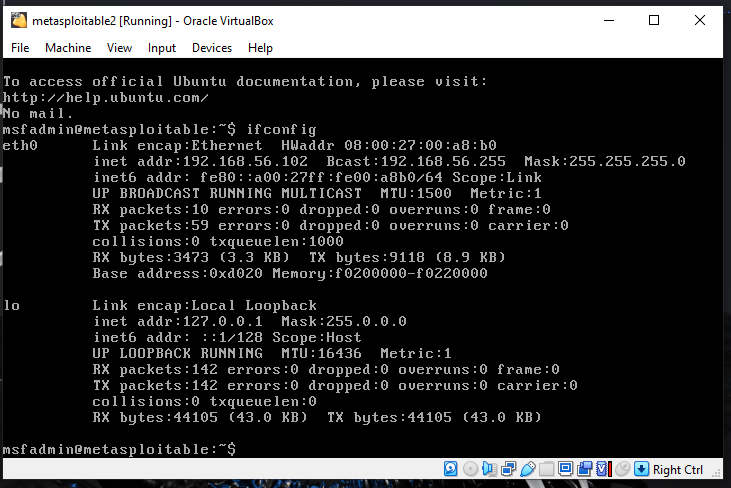 metasploitable2 [Running] - Oracle VirtualBox
File Machine View Input Devices Help
To access official Ubuntu documentation, please visit:
http://help.ubuntu.com/
No mail.
msfadmin@metasploitable:~$ ifconfig
eth0 Link encap:Ethernet HWaddr 08:00:27:00:a8:b0
inet addr:192.168.56.102 Bcast:192.168.56.255 Mask:255.255.255.0
inet6 addr: fe80::a00:27ff:fe00:a8b0/64 Scope:Link
UP BROADCAST RUNNING MULTICAST MTU:1500 Metric:1
RX packets:10 errors:0 dropped:0 overruns:0 frame:0
TX packets:59 errors:0 dropped:0 overruns:0 carrier:0
collisions:0 txqueuelen:1000
RX bytes:3473 (3.3 KB) TX bytes:9118 (8.9 KB)
Base address:0xd020 Memory:f0200000-f0220000
lo Link encap:Local Loopback
inet addr:127.0.0.1 Mask:255.0.0.0
inet6 addr: ::1/128 Scope:Host
UP LOOPBACK RUNNING MTU:16436 Metric:1
RX packets:142 errors:0 dropped:0 overruns:0 frame:0
TX packets:142 errors:0 dropped:0 overruns:0 carrier:0
collisions:0 txqueuelen:0
RX bytes:44105 (43.0 KB) TX bytes:44105 (43.0 KB)
msfadmin@metasploitable:~$
Right Ctrl